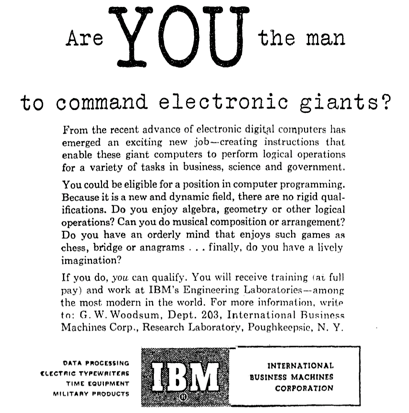 Are YOU the man
to command electronic giants?
From the recent advance of electronic digital computers has
emerged an exciting new job—creating instructions that
enable these giant computers to perform logical operations
for a variety of tasks in business, science and government.
You could be eligible for a position in computer programming.
Because it is a new and dynamic field, there are no rigid qual-
ifications. Do you enjoy algebra, geometry or other logical
operations? Can you do musical composition or arrangement?
Do you have an orderly mind that enjoys such games as
chess, bridge or anagrams . . . finally, do you have a lively
imagination?
If you do, you can qualify. You will receive training (at full
pay) and work at IBM's Engineering Laboratories—among
the most modern in the world. For more information, write
to: G. W. Woodsum, Dept. 203, International Business
Machines Corp., Research Laboratory, Poughkeepsie, N. Y.
DATA PROCESSING
ELECTRIC TYPEWRITERS
TIME EQUIPMENT
MILITARY PRODUCTS
IBM
®
INTERNATIONAL
BUSINESS MACHINES
CORPORATION